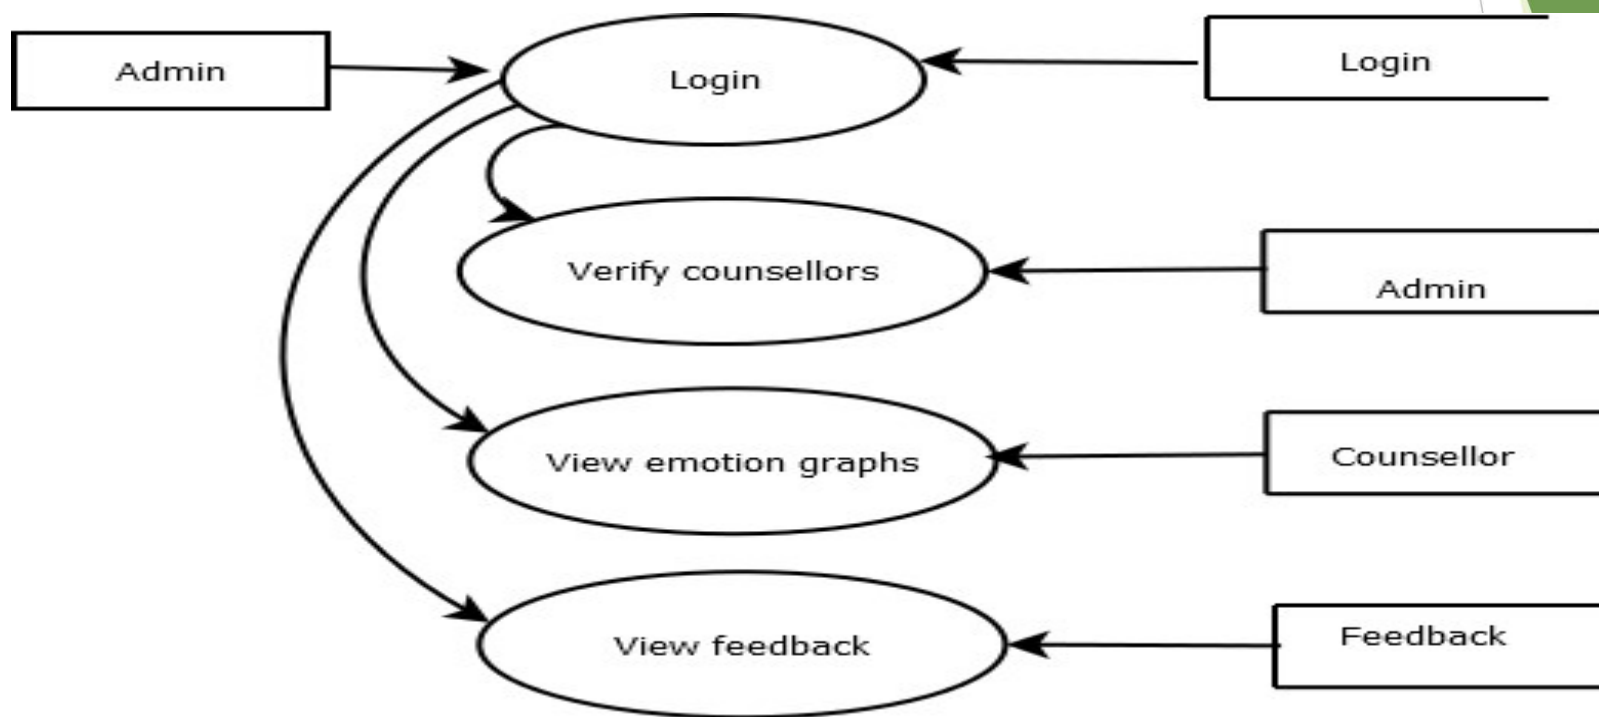 Admin
Login
Login
Verify counsellors
Admin
View emotion graphs
Counsellor
View feedback
Feedback